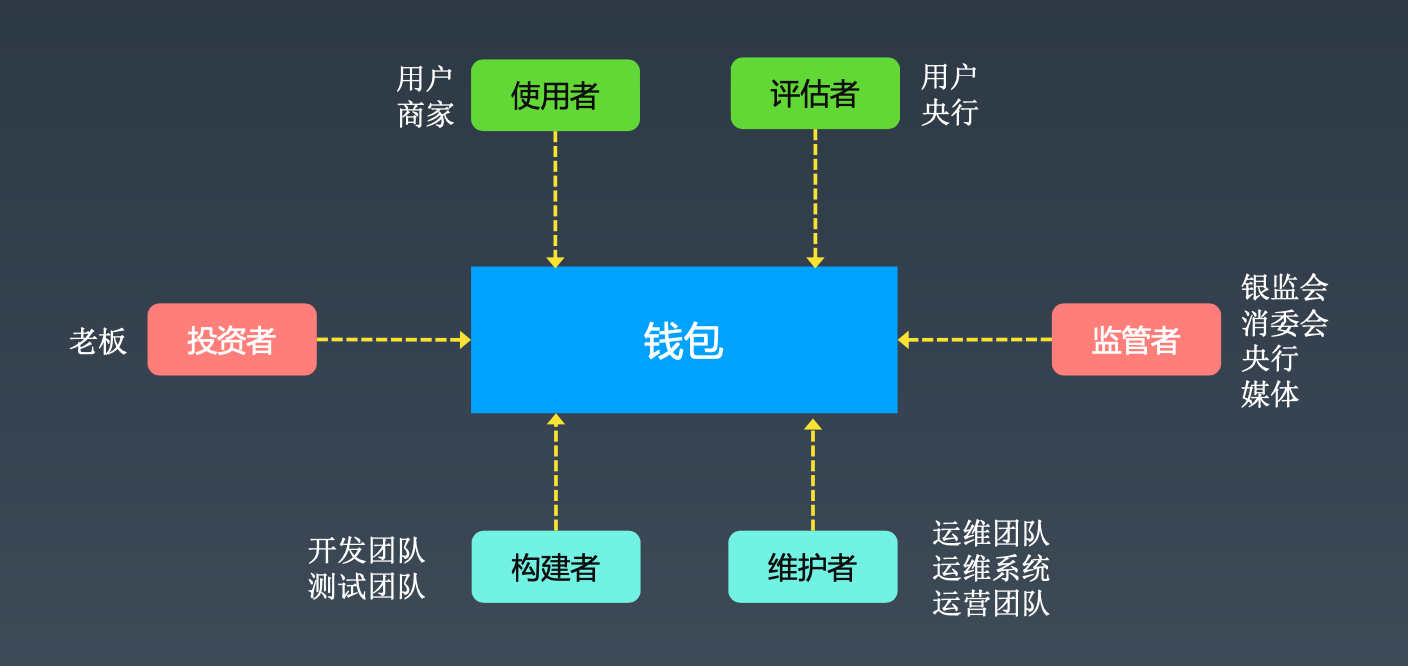 用户
商家
使用者
评估者
用户
央行
老板
投资者
钱包
监管者
银监会
消委会
央行
媒体
开发团队
测试团队
构建者
维护者
运维团队
运维系统
运营团队